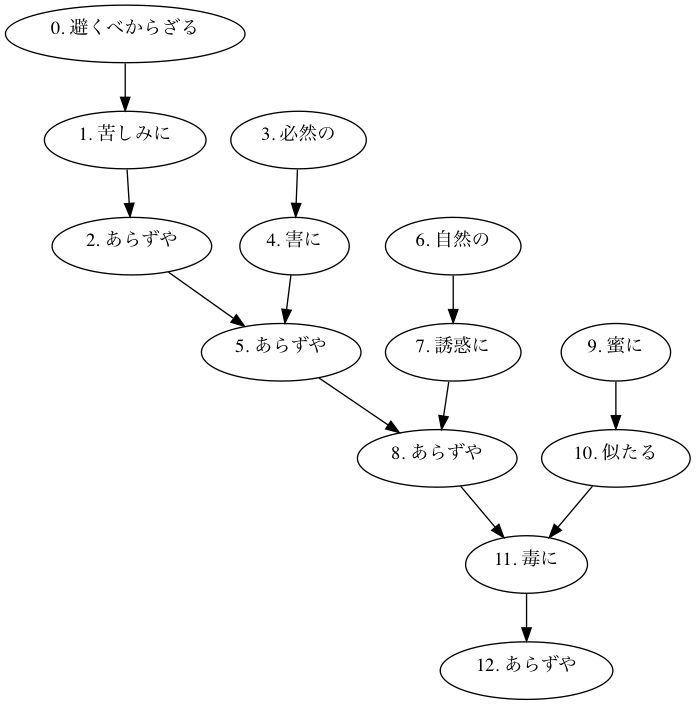 0. 避くべからざる
1. 苦しみに
3. 必然の
2. あらずや
4. 害に
6. 自然の
5. あらずや
7. 誘惑に
9. 蜜に
8. あらずや
10. 似たる
11. 毒に
12. あらずや